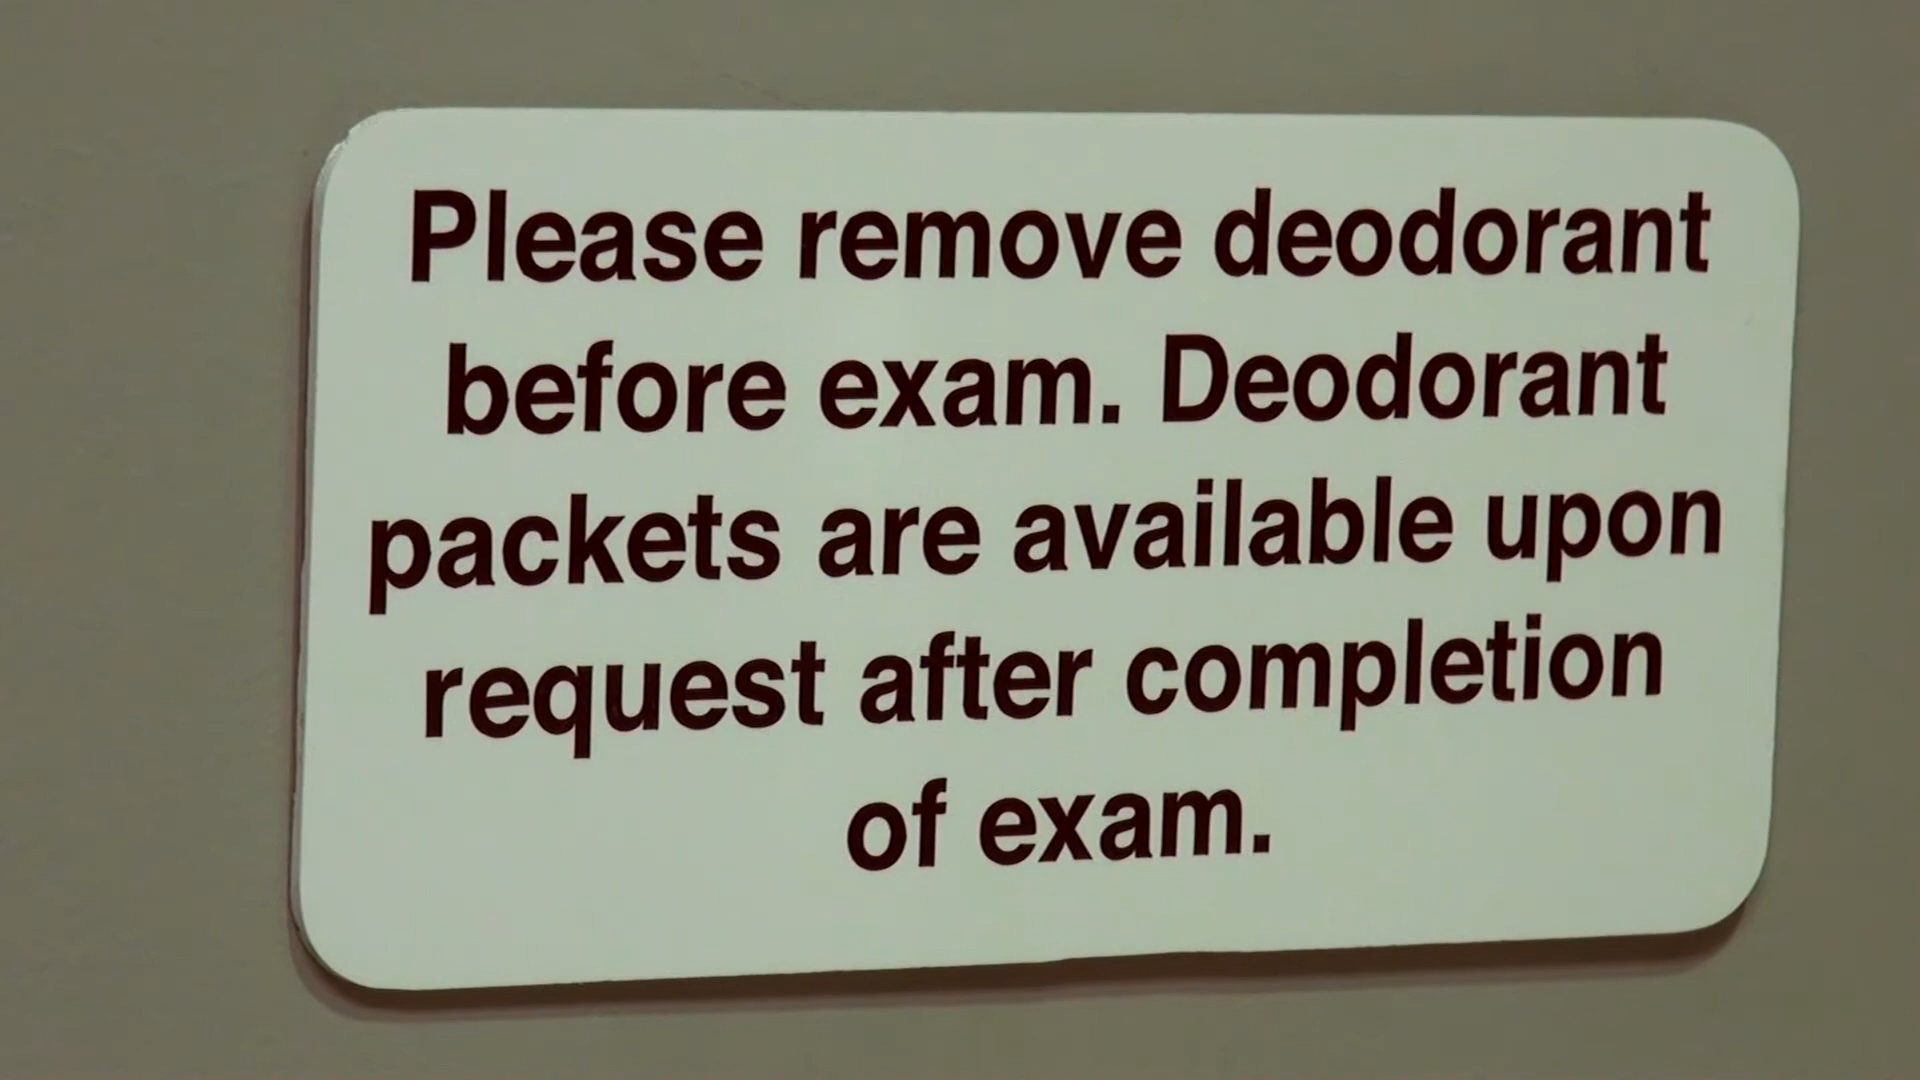 Please remove deodorant
before exam. Deodorant
packets are available upon
request after completion
of exam.